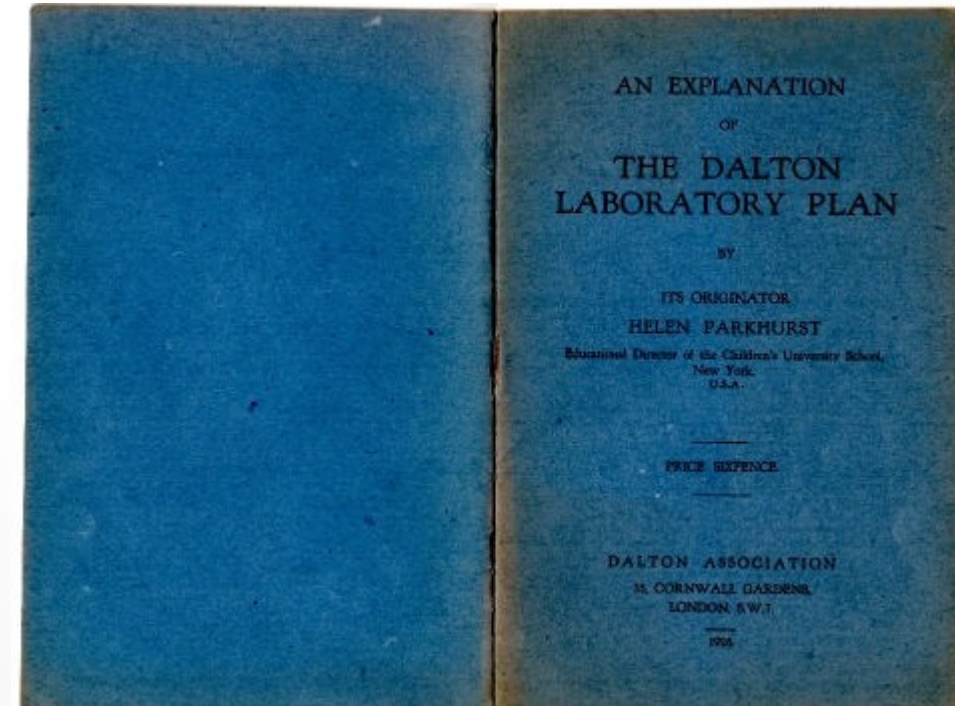 AN EXPLANATION
OF
THE DALTON
LABORATORY PLAN
BY
ITS ORIGINATOR
HELEN PARKHURST
Educational Director of the Children's University School,
New York.
U.S.A.
PRICE SIXPENCE
DALTON ASSOCIATION
CORNWALL GARDENS,
LONDON, S.W.7.